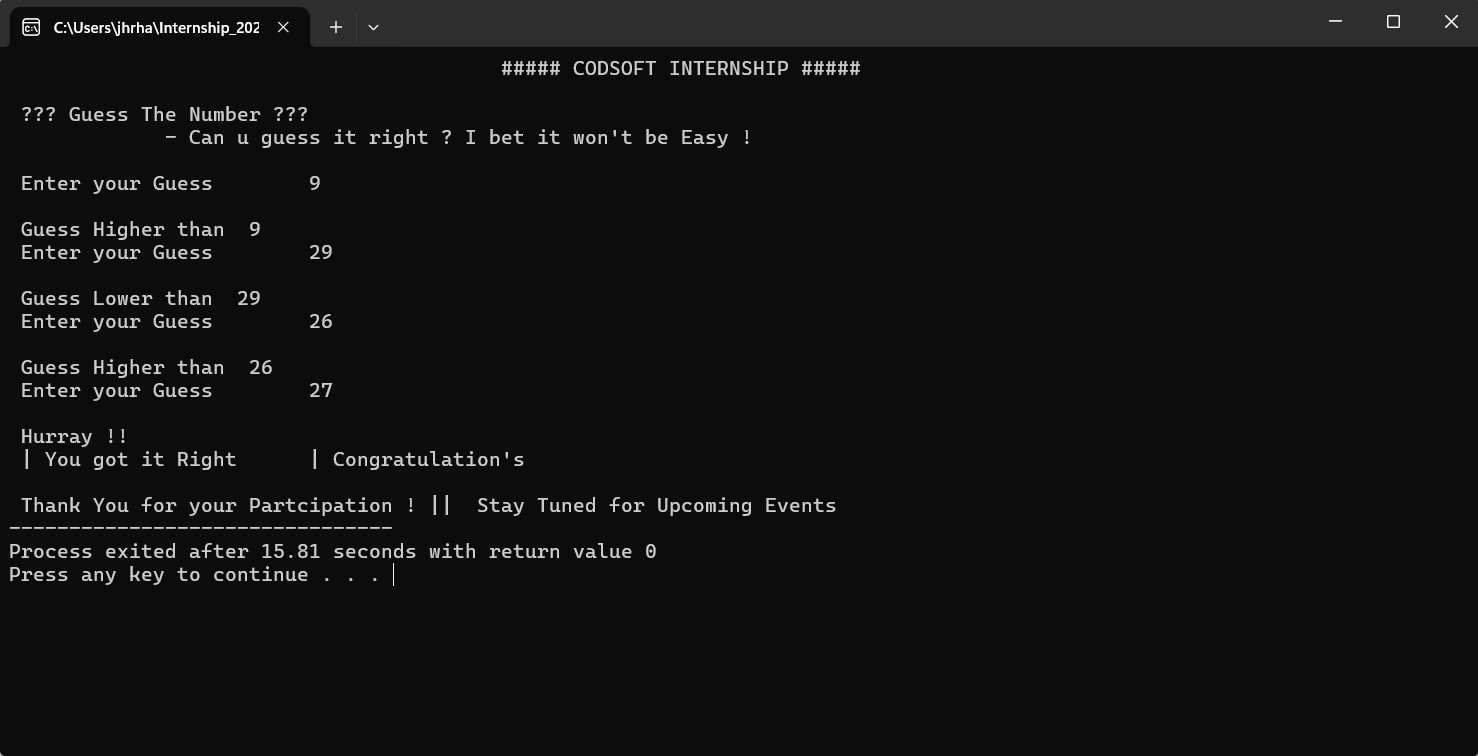 C:\Users\jhrha\Internship_202
##### CODSOFT INTERNSHIP #####
??? Guess The Number ???
- Can u guess it right ? I bet it won't be Easy !
Enter your Guess 9
Guess Higher than 9
Enter your Guess 29
Guess Lower than 29
Enter your Guess 26
Guess Higher than 26
Enter your Guess 27
Hurray !!
| You got it Right | Congratulation's
Thank You for your Partcipation ! || Stay Tuned for Upcoming Events
--------------------------------
Process exited after 15.81 seconds with return value 0
Press any key to continue . . .